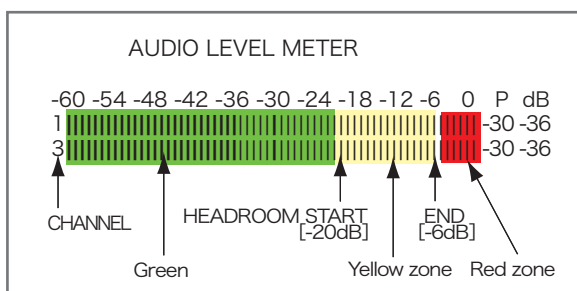 AUDIO LEVEL METER
-60 -54 -48 -42 -36 -30 -24 -18 -12 -6 0 P dB
1 -30 -36
3 -30 -36
CHANNEL HEADROOM START END
[-20dB] [-6dB]
Green Yellow zone Red zone